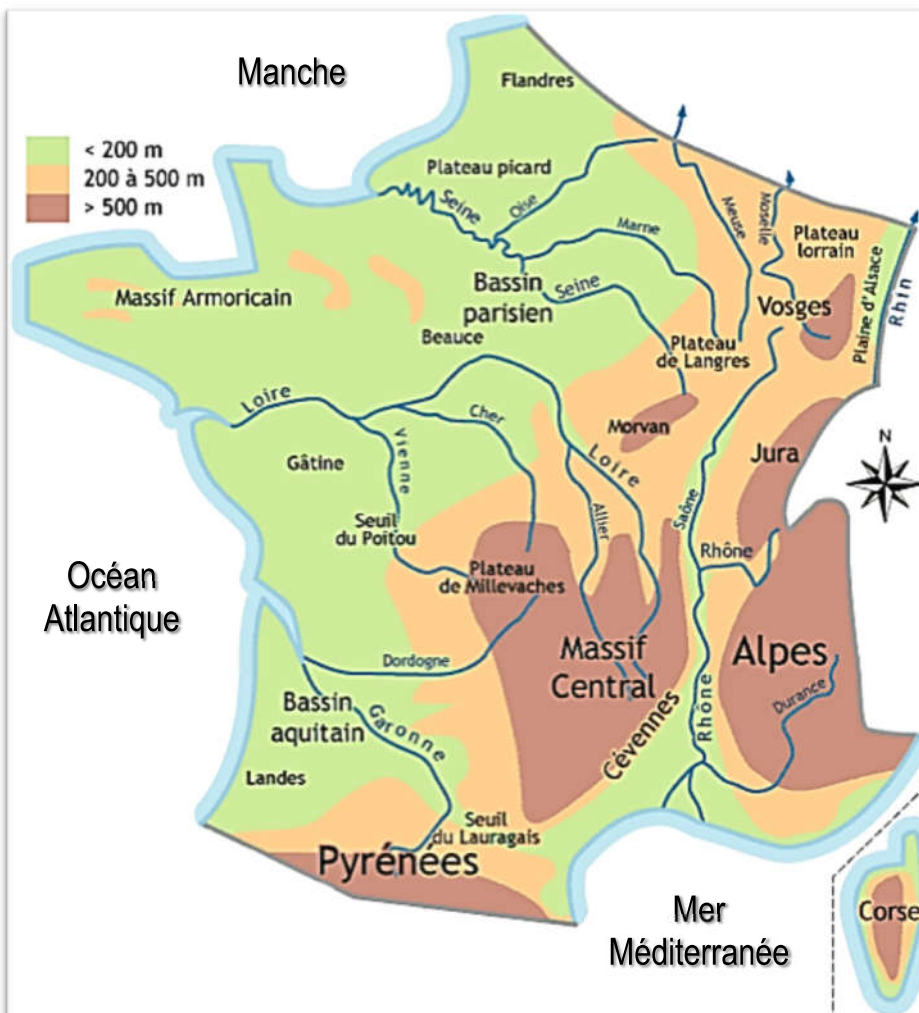 Manche
Flandres
< 200 m
200 à 500 m
> 500 m
Plateau picard
Seine
Oise
Marne
Meuse
Moselle
Plateau
lorrain
Plaine d'Alsace
Rhin
Vosges
Massif Armoricain
Bassin
parisien
Seine
Beauce
Plateau
de Langres
Loire
Cher
Vienne
Morvan
Loire
Jura
N
Gâtine
Seuil
du Poitou
Allier
Saône
Rhône
Océan
Atlantique
Plateau
de Millevaches
Massif
Central
Alpes
Dordogne
Durance
Rhône
Cévennes
Bassin
aquitain
Garonne
Landes
Seuil
du Lauragais
Pyrénées
Mer
Méditerranée
Corse